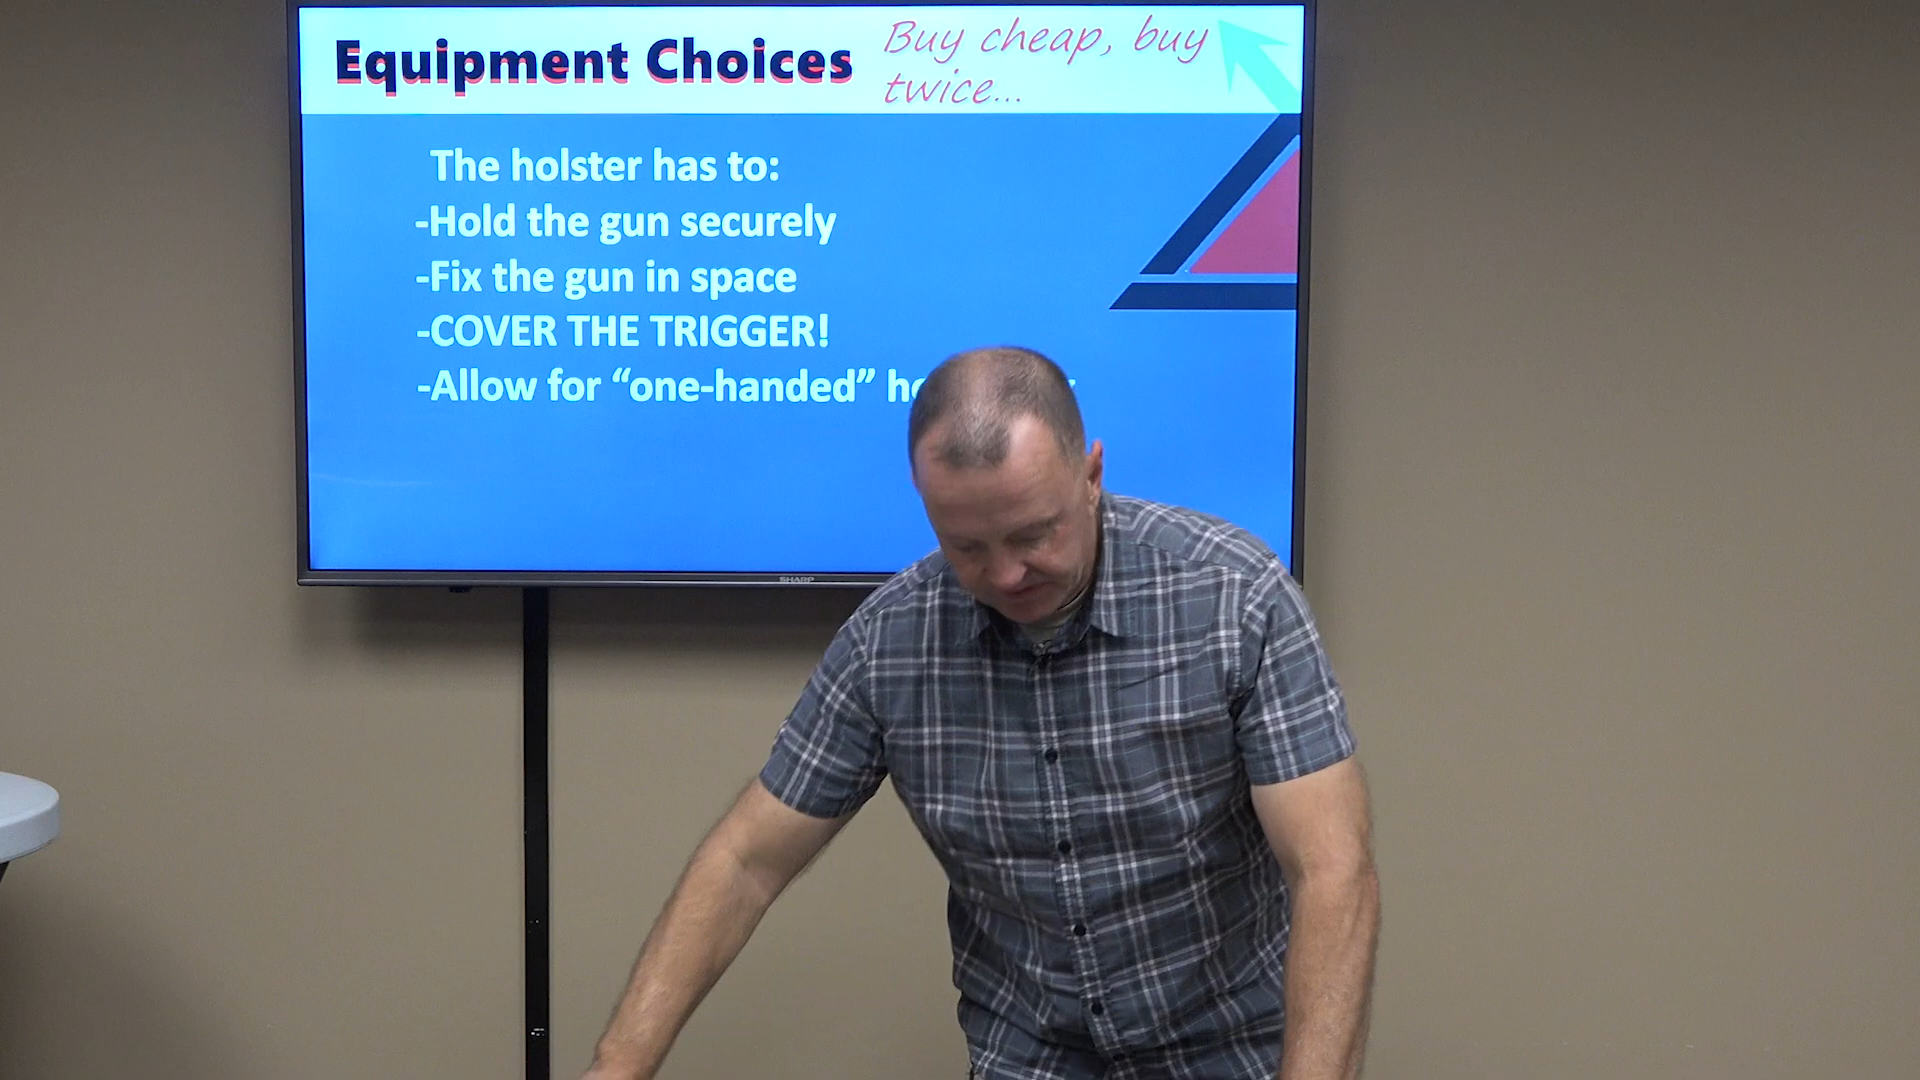 Equipment Choices
Buy cheap, buy
twice...
The holster has to:
-Hold the gun securely
-Fix the gun in space
-COVER THE TRIGGER!
-Allow for “one-handed”
SHARP